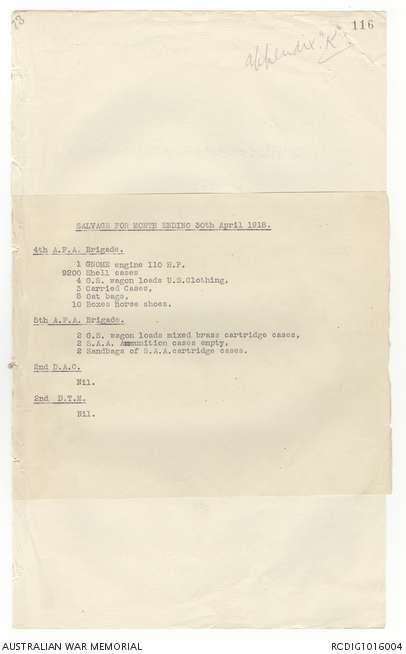 73
116
appendix "K".
SALVAGE FOR MONTH ENDING 30th April 1918.
4th A.F.A. Brigade.
1 GNOME engine 110 H.P.
9200 Shell cases
4 G.S. wagon loads U.S.Clothing,
3 Carried Cases,
8 Oat bags,
10 Boxes Horse shoes.
5th A.F.A. Brigade.
2 G.S. wagon loads mixed brass cartridge cases,
2 S.A.A. Ammunition cases empty,
2 Sandbags of S.A.A.cartridge cases.
2nd D.A.C.
Nil.
2nd D.T.M.
Nil.
AUSTRALIAN WAR MEMORIAL
RCDIG1016004